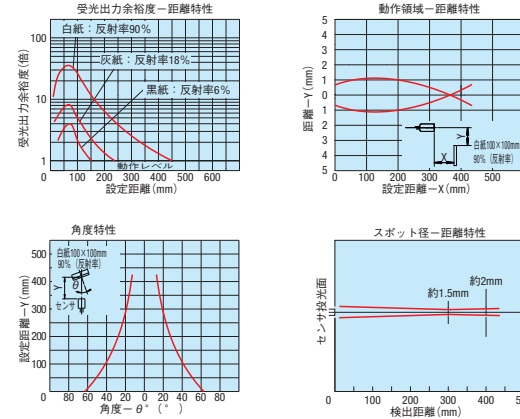 受光出力余裕度－距離特性
受光出力余裕度(倍)
100
10
1
白紙：反射率90%
灰紙：反射率18%
黒紙：反射率6%
動作レベル
0 100 200 300 400 500 600
設定距離(mm)
動作領域－距離特性
距離－Y(mm)
5
4
3
2
1
0
1
2
3
4
5
Y
X
白紙100×100mm
90%（反射率）
0 100 200 300 400 500
設定距離－X(mm)
角度特性
設定距離－Y(mm)
500
400
300
200
100
0
白紙100×100mm
90%（反射率）
θ
Y
センサ
80 60 40 20 0 20 40 60 80
角度－θ°（°）
スポット径－距離特性
センサ投光面
約1.5mm
約2mm
0 100 200 300 400
検出距離(mm)